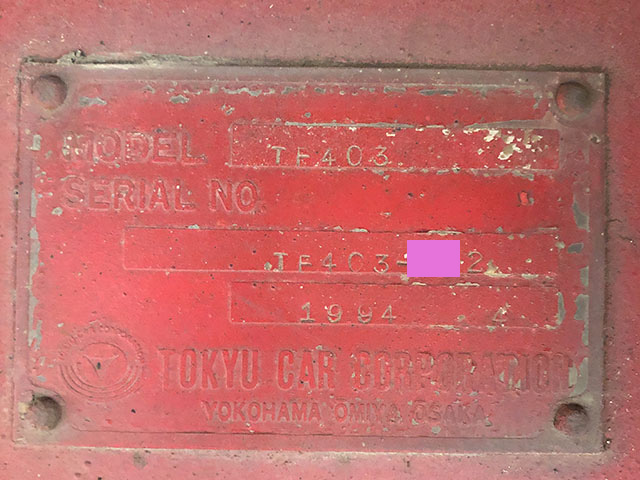 MODEL TF403
SERIAL NO.
TF403- 2
1994 4
TOKYU CAR CORPORATION
YOKOHAMA OMIYA OSAKA